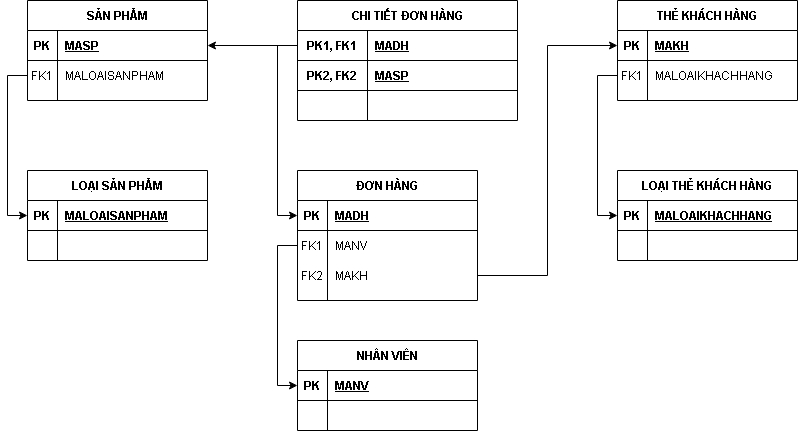 SẢN PHẨM
PK MASP
FK1 MALOAISANPHAM
CHI TIẾT ĐƠN HÀNG
PK1, FK1 MADH
PK2, FK2 MASP
THẺ KHÁCH HÀNG
PK MAKH
FK1 MALOAIKHACHHANG
LOẠI SẢN PHẨM
PK MALOAISANPHAM
ĐƠN HÀNG
PK MADH
FK1 MANV
FK2 MAKH
LOẠI THẺ KHÁCH HÀNG
PK MALOAIKHACHHANG
NHÂN VIÊN
PK MANV